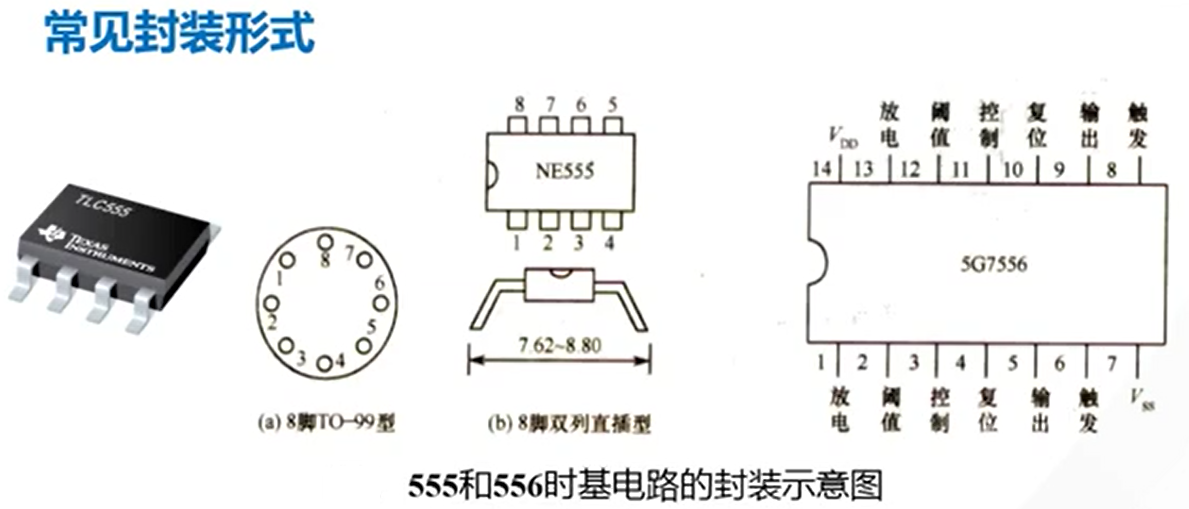 常见封装形式
TLC555
TEXAS
INSTRUMENTS
8
1
7
2
6
3
5
4
(a) 8脚TO-99型
8 7 6 5
NE555
1 2 3 4
7.62~8.80
(b) 8脚双列直插型
VDD 放电 阈值 控制 复位 输出 触发
14 13 12 11 10 9 8
5G7556
1 2 3 4 5 6 7
放电 阈值 控制 复位 输出 触发 VSS
555和556时基电路的封装示意图